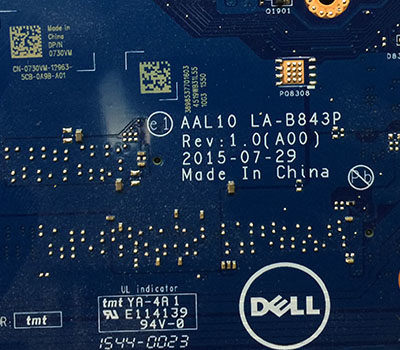 Q1901
Made in
China
DP/N
0730VM
CN-0730VM-12963-
5CB-0A9B-A01
PQ8308
e1
AAL10 LA-B843P
Rev:1.0(A00)
2015-07-29
Made In China
Pb
UL indicator
tmt YA-4A1
E114139
94V-0
R: tmt
1544-0023
DELL